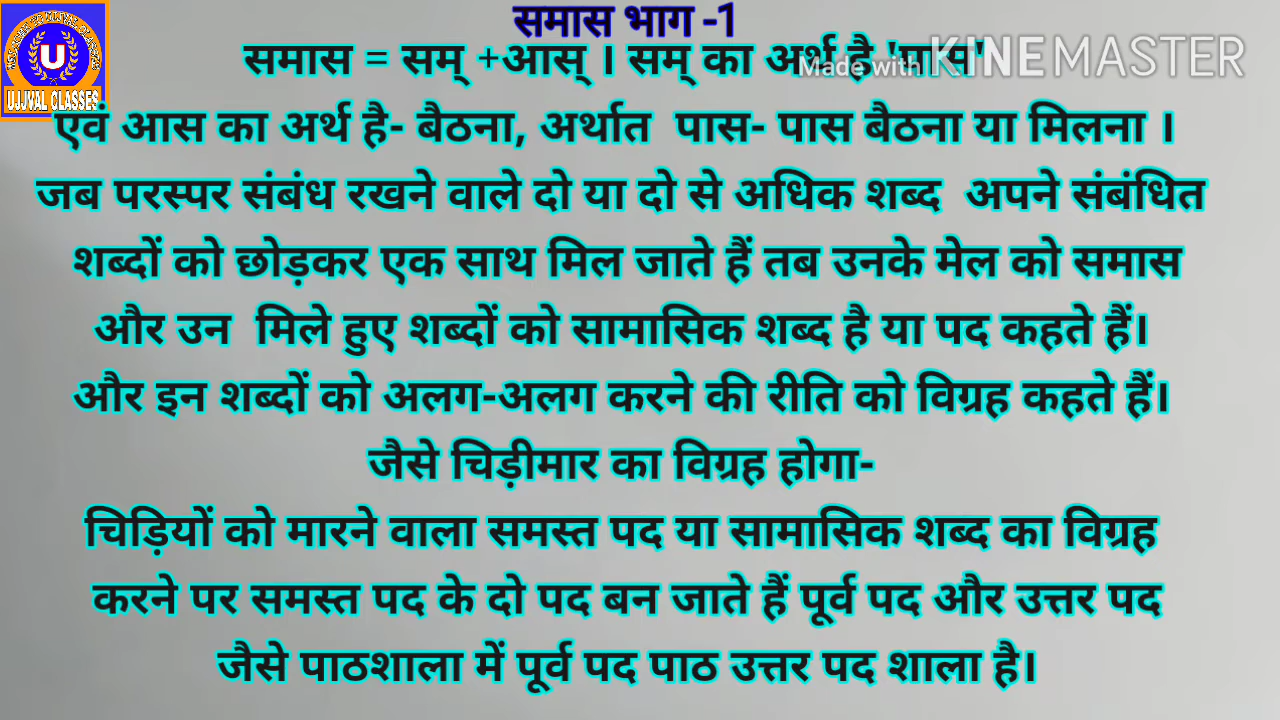 समास भाग -1
समास = सम् +आस् । सम् का अर्थ है 'पास'
Made with KINEMASTER
U
UJJVAL CLASSES
एवं आस का अर्थ है- बैठना, अर्थात पास- पास बैठना या मिलना ।
जब परस्पर संबंध रखने वाले दो या दो से अधिक शब्द अपने संबंधित
शब्दों को छोड़कर एक साथ मिल जाते हैं तब उनके मेल को समास
और उन मिले हुए शब्दों को सामासिक शब्द है या पद कहते हैं।
और इन शब्दों को अलग-अलग करने की रीति को विग्रह कहते हैं।
जैसे चिड़ीमार का विग्रह होगा-
चिड़ियों को मारने वाला समस्त पद या सामासिक शब्द का विग्रह
करने पर समस्त पद के दो पद बन जाते हैं पूर्व पद और उत्तर पद
जैसे पाठशाला में पूर्व पद पाठ उत्तर पद शाला है।